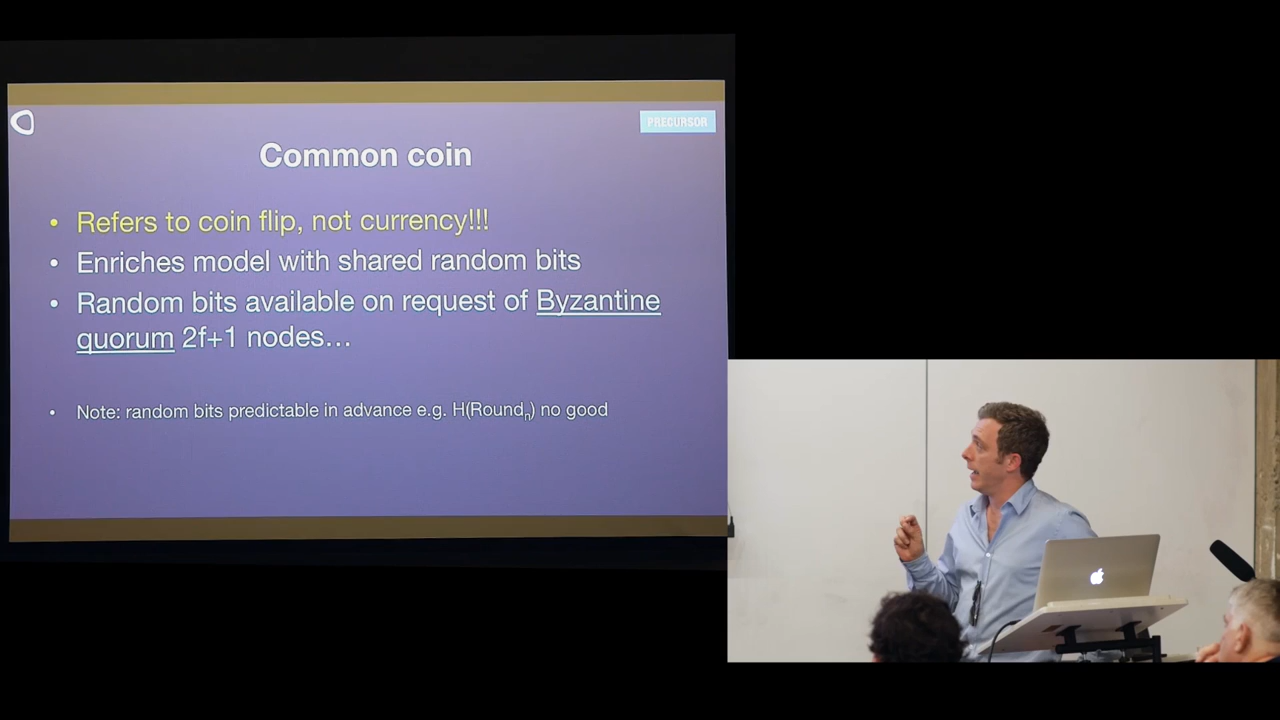 PRECURSOR
Common coin
• Refers to coin flip, not currency!!!
• Enriches model with shared random bits
• Random bits available on request of Byzantine
quorum 2f+1 nodes…
• Note: random bits predictable in advance e.g. H(Roundₙ) no good